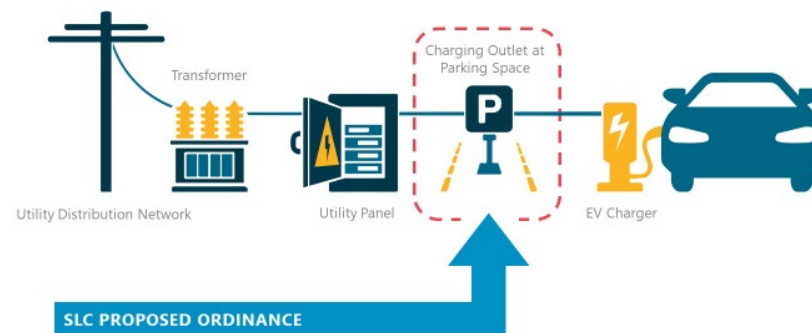 Charging Outlet at
Parking Space
Transformer
P
Utility Distribution Network
Utility Panel
EV Charger
SLC PROPOSED ORDINANCE